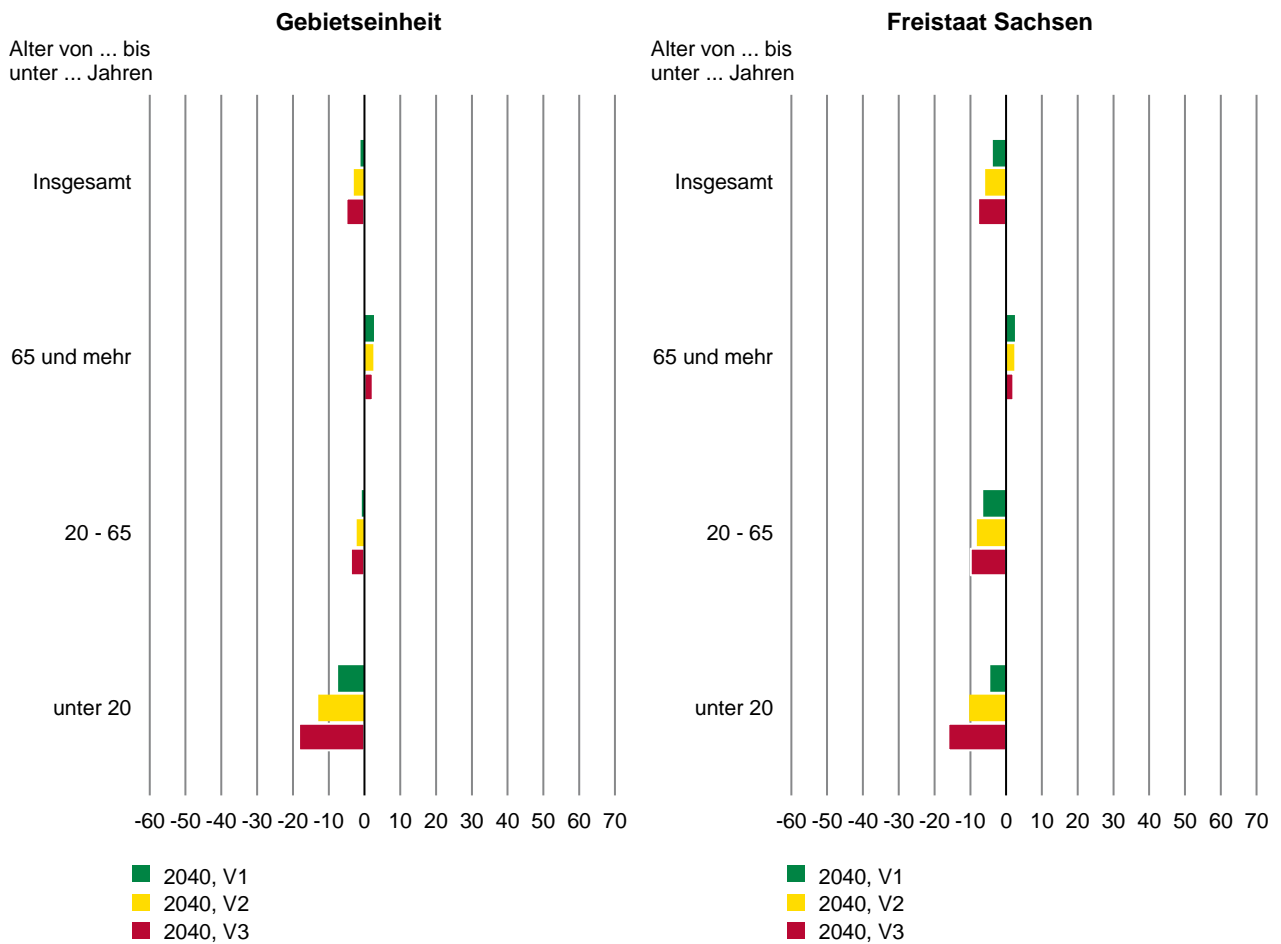 Gebietseinheit
Alter von ... bis
unter ... Jahren
Insgesamt
65 und mehr
20 - 65
unter 20
-60 -50 -40 -30 -20 -10 0 10 20 30 40 50 60 70
2040, V1
2040, V2
2040, V3
Freistaat Sachsen
Alter von ... bis
unter ... Jahren
Insgesamt
65 und mehr
20 - 65
unter 20
-60 -50 -40 -30 -20 -10 0 10 20 30 40 50 60 70
2040, V1
2040, V2
2040, V3